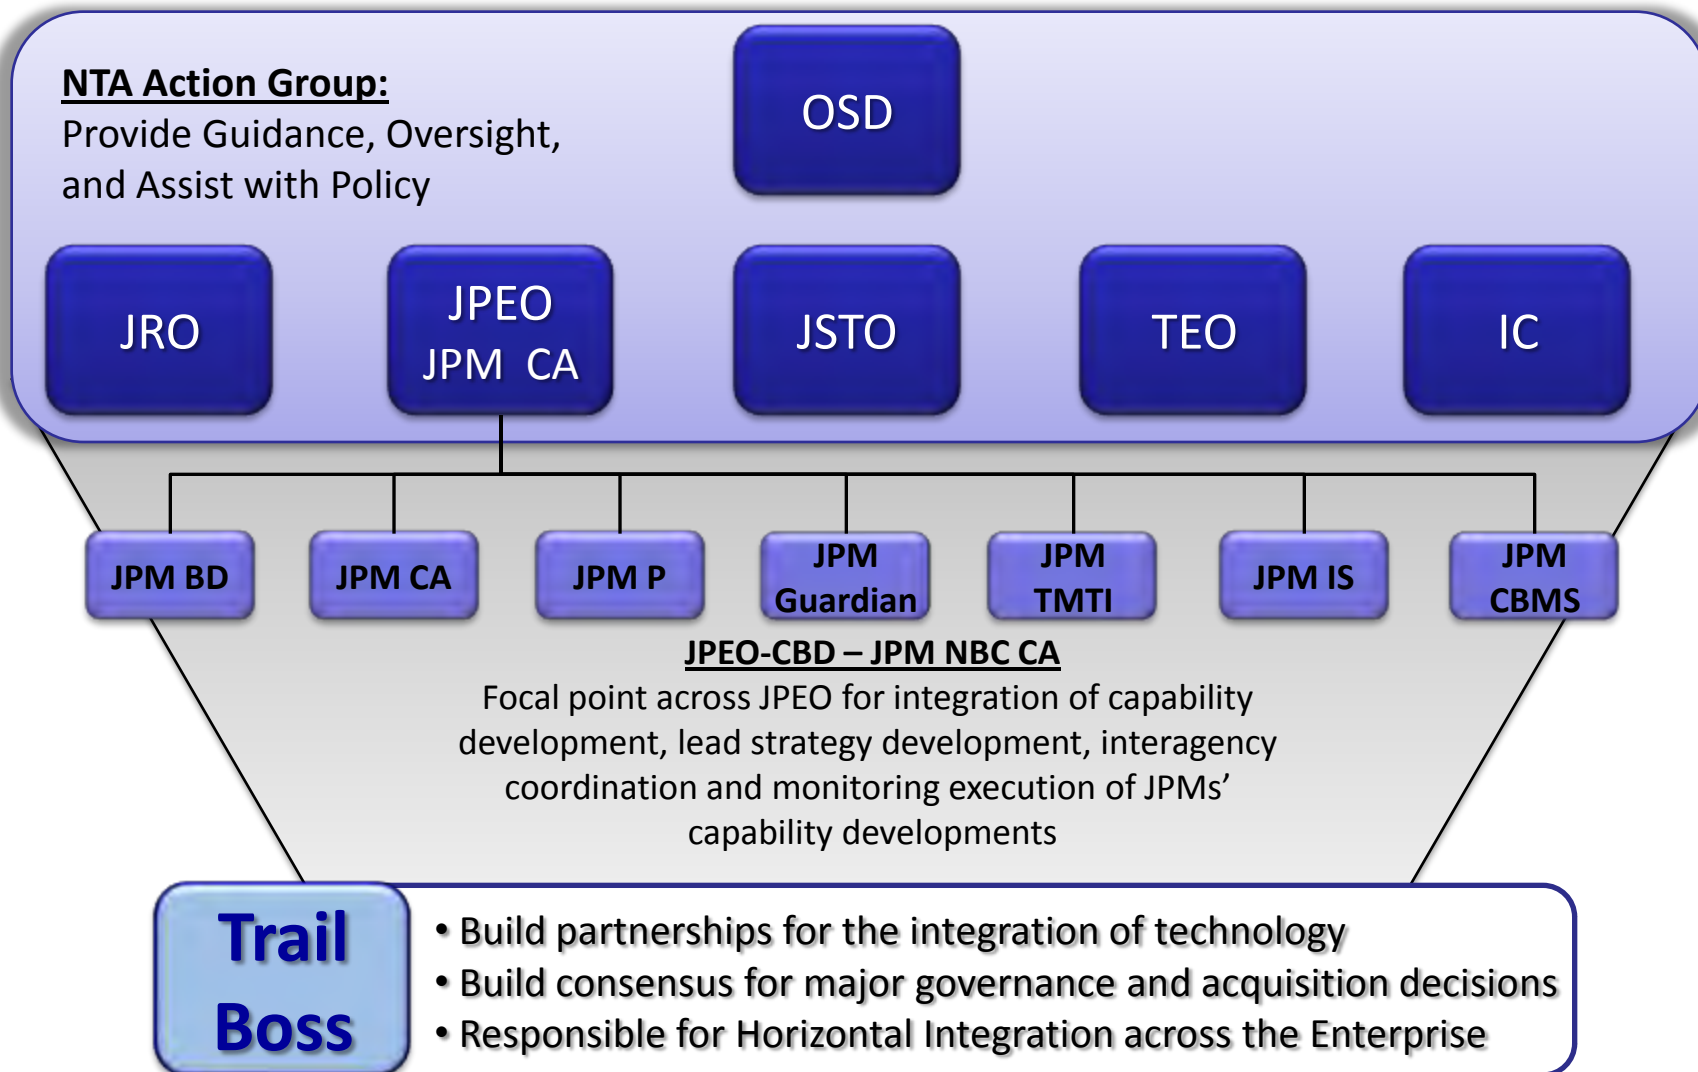 NTA Action Group:
Provide Guidance, Oversight,
and Assist with Policy
OSD
JRO
JPEO
JPM CA
JSTO
TEO
IC
JPM BD
JPM CA
JPM P
JPM
Guardian
JPM
TMTI
JPM IS
JPM
CBMS
JPEO-CBD – JPM NBC CA
Focal point across JPEO for integration of capability
development, lead strategy development, interagency
coordination and monitoring execution of JPMs’
capability developments
Trail
Boss
• Build partnerships for the integration of technology
• Build consensus for major governance and acquisition decisions
• Responsible for Horizontal Integration across the Enterprise